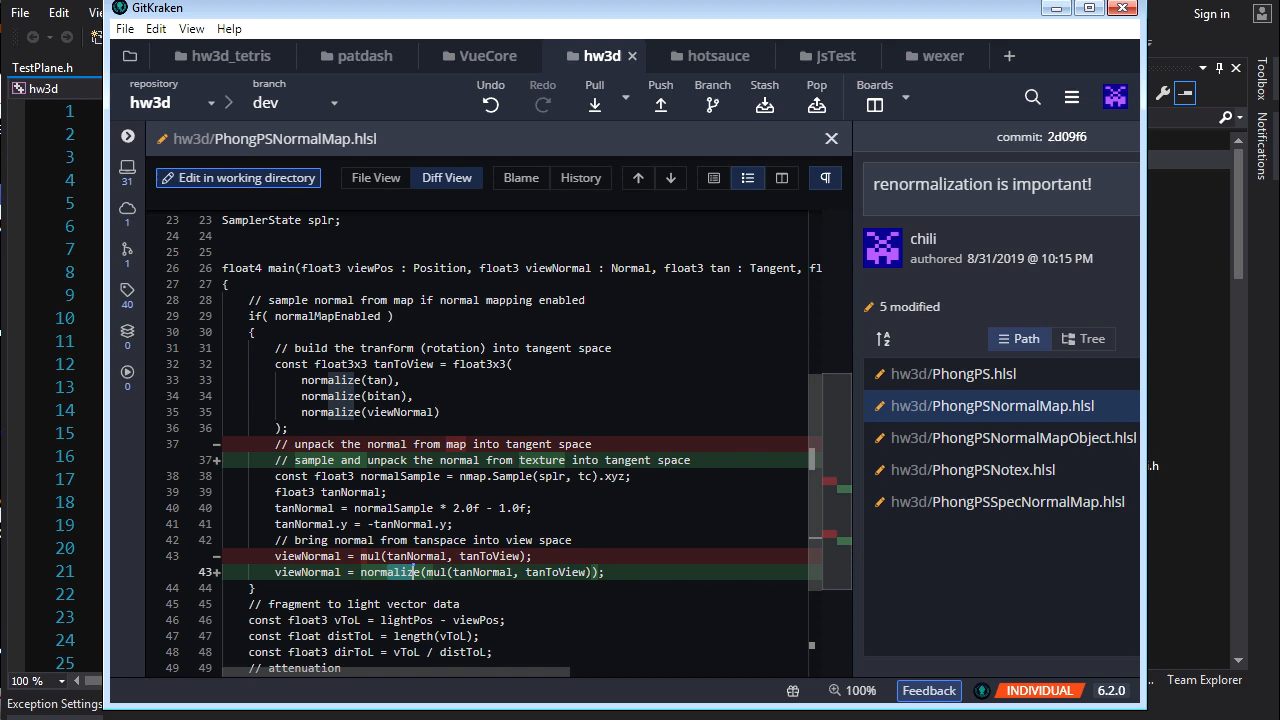 GitKraken
File Edit Vi
File Edit View Help
Sign in
TestPlane.h
hw3d_tetris patdash VueCore hw3d hotsauce jsTest wexer
hw3d
repository
hw3d
branch
dev
Undo Redo Pull Push Branch Stash Pop Boards
Toolbox
Notifications
hw3d/PhongPSNormalMap.hlsl
commit: 2d09f6
Edit in working directory File View Diff View Blame History
renormalization is important!
chili
authored 8/31/2019 @ 10:15 PM
5 modified
Path Tree
hw3d/PhongPS.hlsl
hw3d/PhongPSNormalMap.hlsl
hw3d/PhongPSNormalMapObject.hlsl
hw3d/PhongPSNotex.hlsl
hw3d/PhongPSSpecNormalMap.hlsl
31
1
1
40
0
0
1
2
3
4
5
6
7
8
9
10
11
12
13
14
15
16
17
18
19
20
21
22
23
24
25
23 23 SamplerState splr;
24 24
25 25
26 26 float4 main(float3 viewPos : Position, float3 viewNormal : Normal, float3 tan : Tangent, fl
27 27 {
28 28 // sample normal from map if normal mapping enabled
29 29 if( normalMapEnabled )
30 30 {
31 31 // build the tranform (rotation) into tangent space
32 32 const float3x3 tanToView = float3x3(
33 33 normalize(tan),
34 34 normalize(bitan),
35 35 normalize(viewNormal)
36 36 );
37 − // unpack the normal from map into tangent space
37+ // sample and unpack the normal from texture into tangent space
38 38 const float3 normalSample = nmap.Sample(splr, tc).xyz;
39 39 float3 tanNormal;
40 40 tanNormal = normalSample * 2.0f - 1.0f;
41 41 tanNormal.y = -tanNormal.y;
42 42 // bring normal from tanspace into view space
43 − viewNormal = mul(tanNormal, tanToView);
43+ viewNormal = normalize(mul(tanNormal, tanToView));
44 44 }
45 45 // fragment to light vector data
46 46 const float3 vToL = lightPos - viewPos;
47 47 const float distToL = length(vToL);
48 48 const float3 dirToL = vToL / distToL;
49 49 // attenuation
100 %
Exception Settings
100% Feedback INDIVIDUAL 6.2.0
Team Explorer